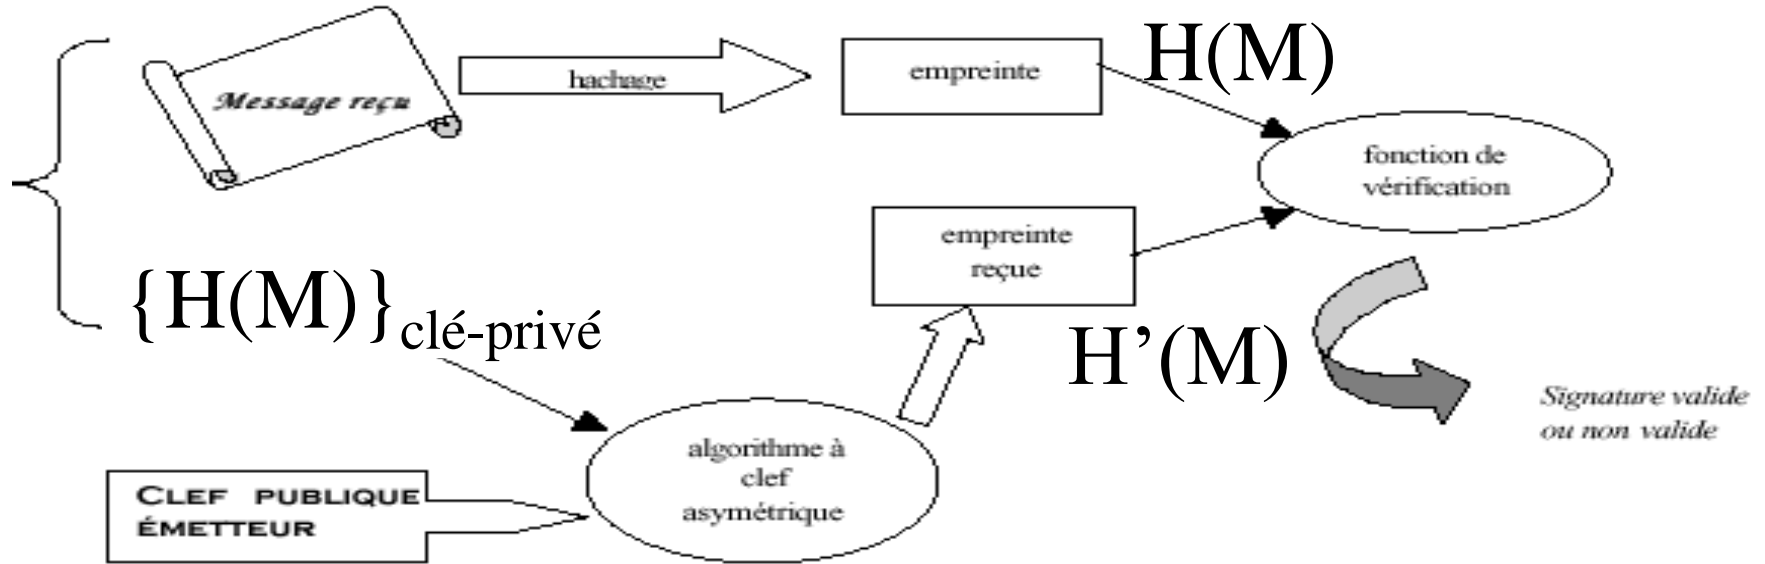 Message reçu
hachage
empreinte
H(M)
fonction de
vérification
empreinte
reçue
{H(M)}clé-privé
H’(M)
Signature valide
ou non valide
algorithme à
clef
asymétrique
CLEF PUBLIQUE
ÉMETTEUR